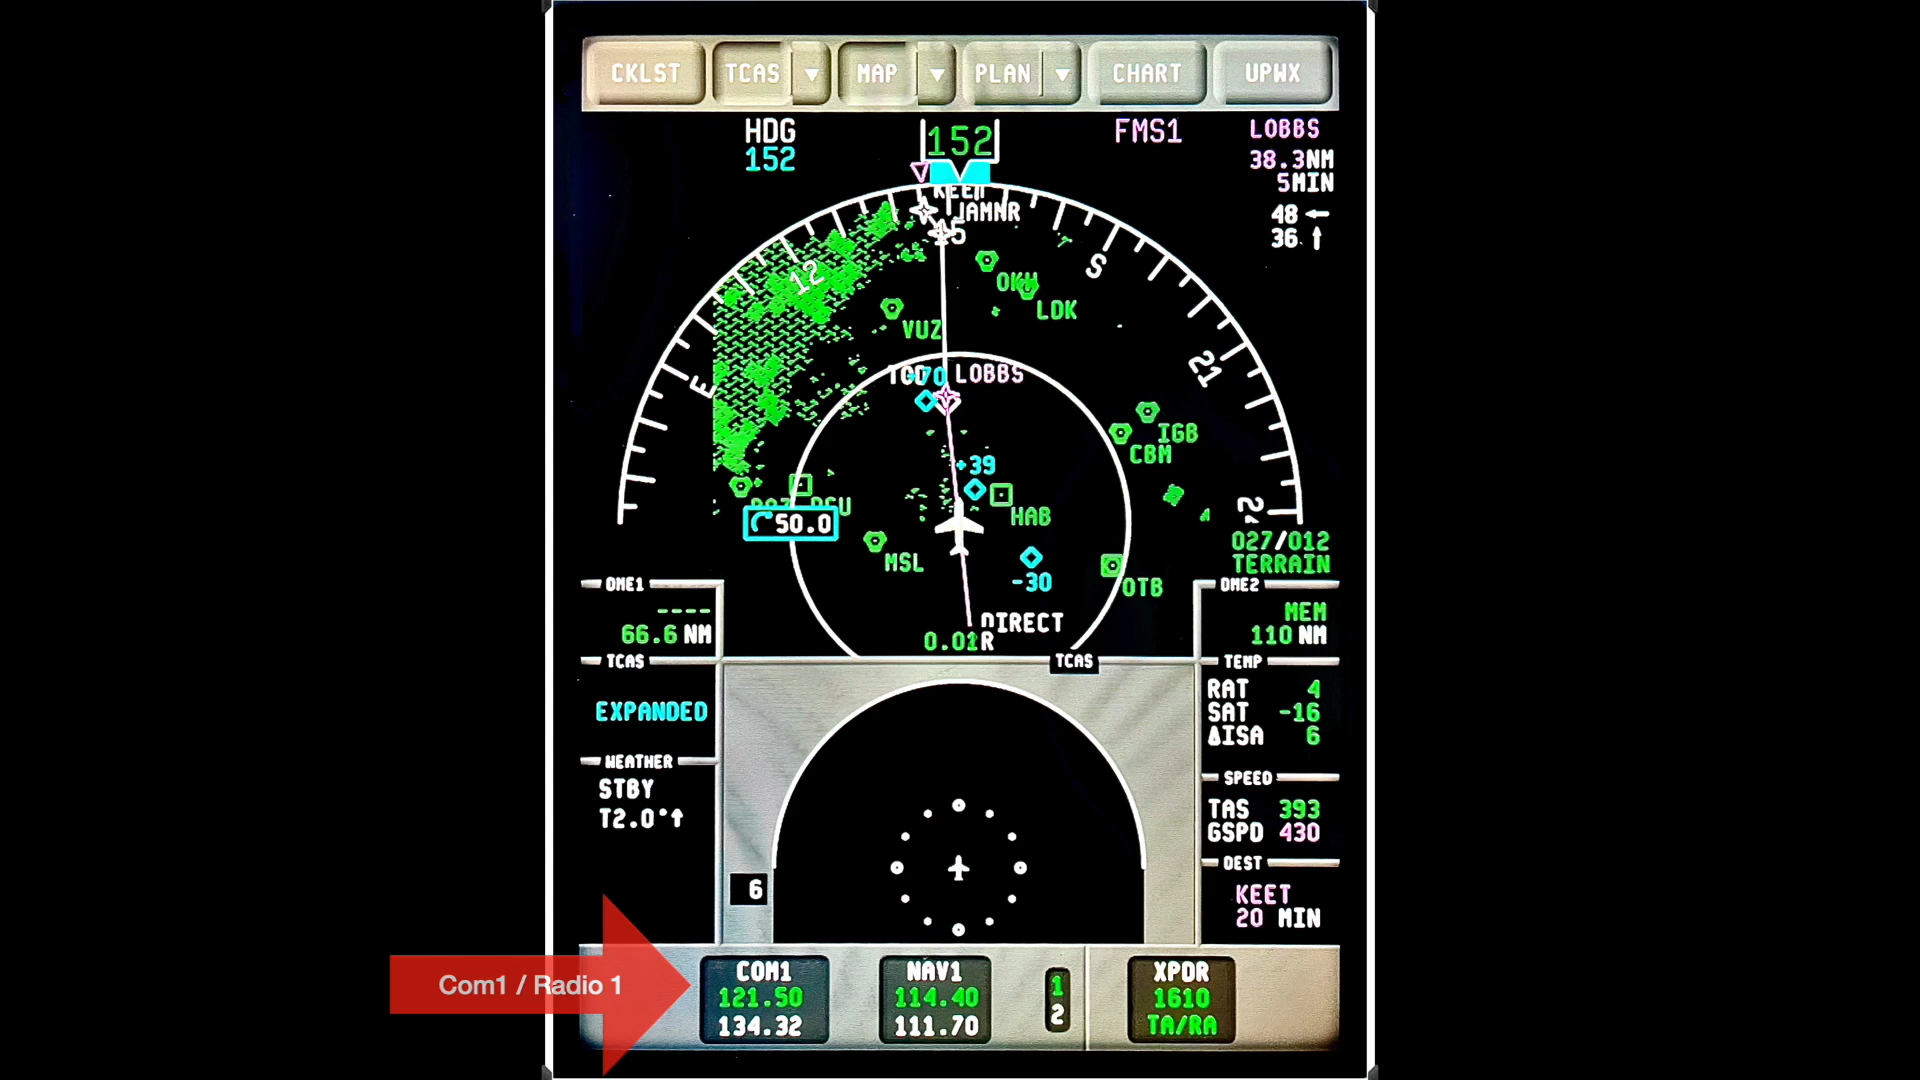 CKLST TCAS MAP PLAN CHART UPWX
HDG
152
152
FMS1
LOBBS
38.3NM
5MIN
48
36
JAMNR
15
12
S
OKW
LDK
VUZ
E
21
70
LOBBS
IGB
CBM
+39
50.0
HAB
24
MSL
-30
OTB
027/012
TERRAIN
DIRECT
DME1
----
66.6 NM
DME2
MEM
110 NM
TCAS
EXPANDED
TCAS
TEMP
RAT 4
SAT -16
ΔISA 6
WEATHER
STBY
T2.0°↑
SPEED
TAS 393
GSPD 430
DEST
KEET
20 MIN
6
Com1 / Radio 1
COM1
121.50
134.32
NAV1
114.40
111.70
1
2
XPDR
1610
TA/RA